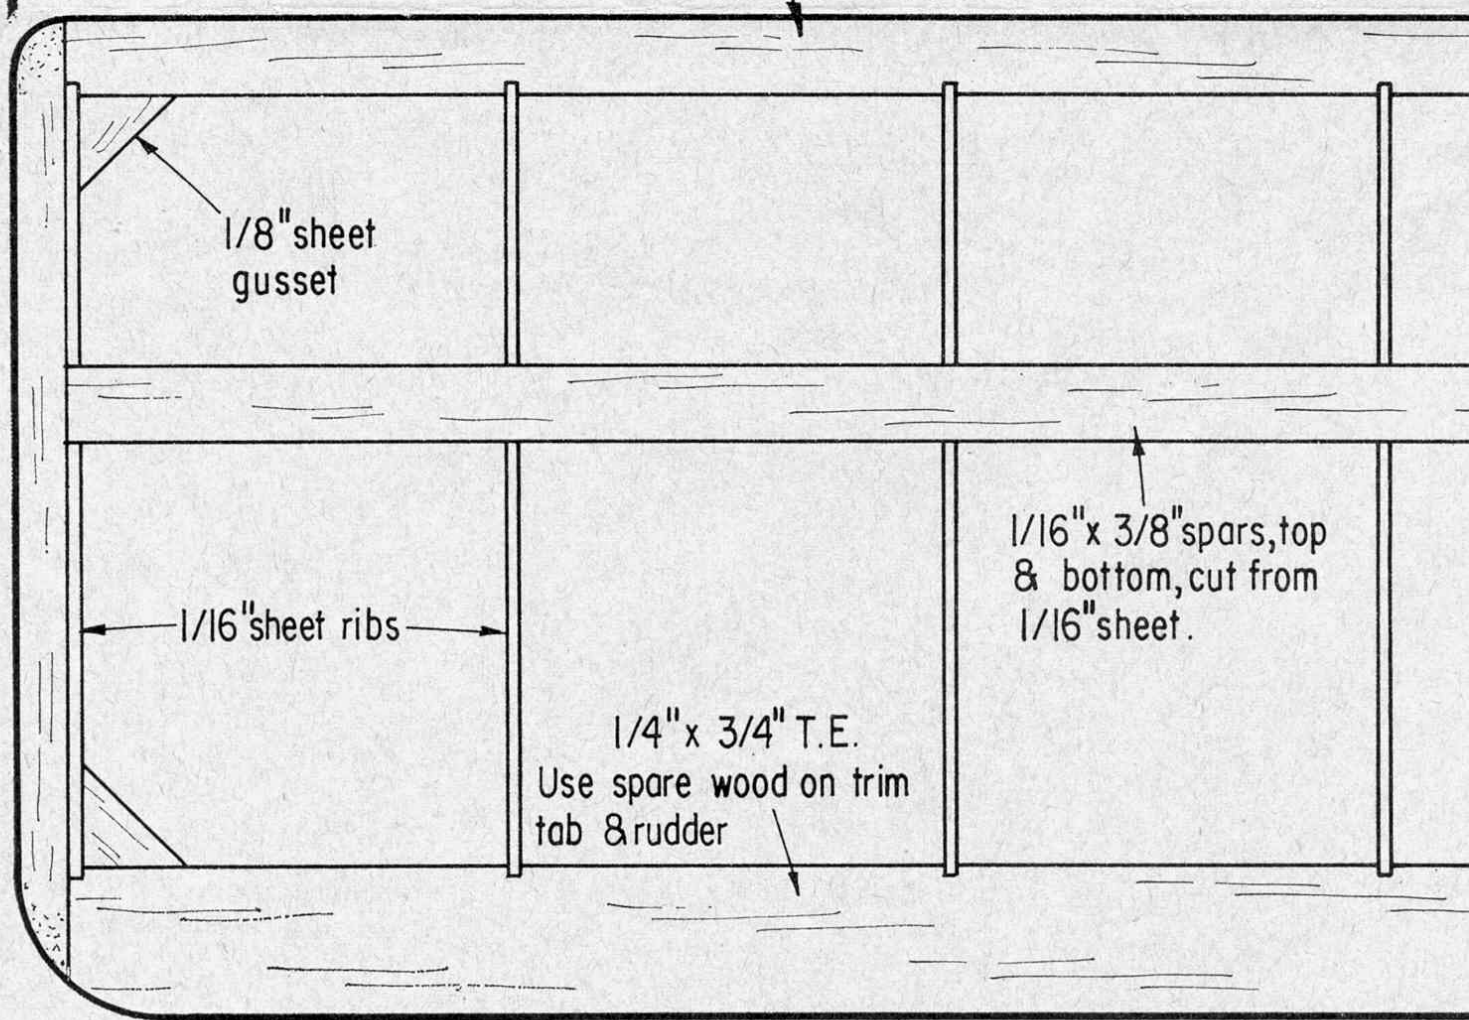 1/8" sheet
gusset
1/16" x 3/8" spars, top
& bottom, cut from
1/16" sheet.
1/16" sheet ribs
1/4" x 3/4" T.E.
Use spare wood on trim
tab & rudder